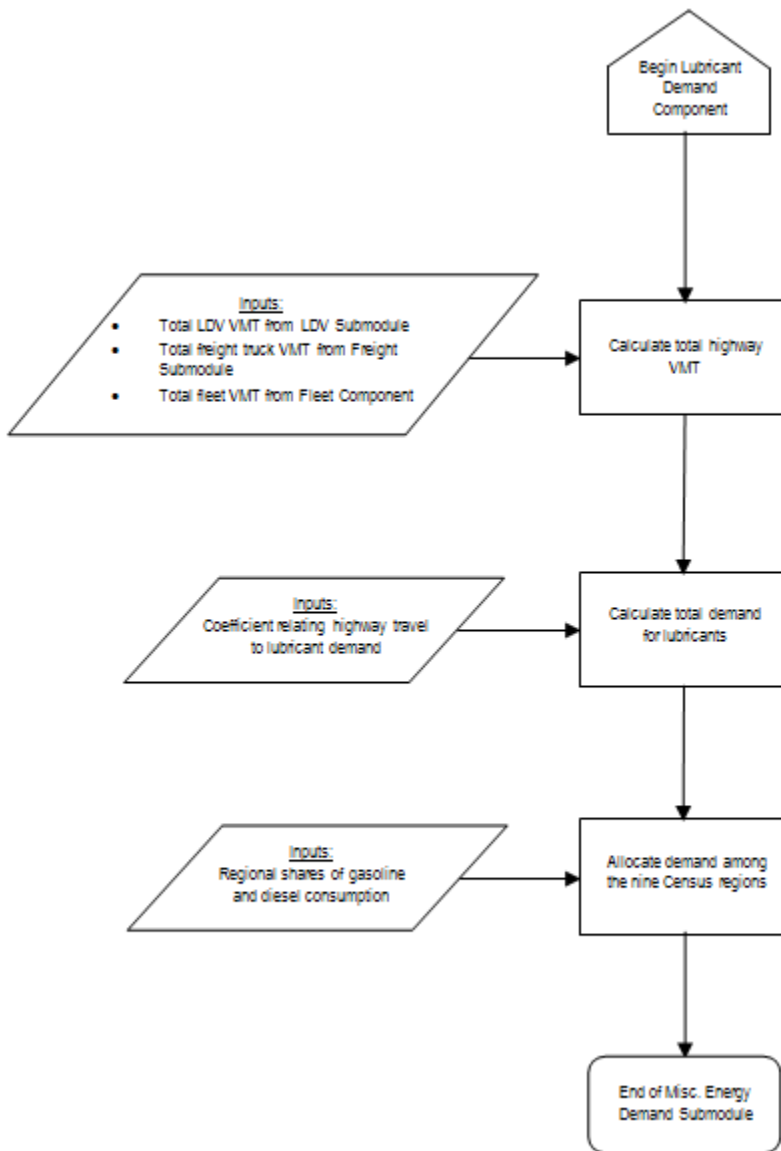 Begin Lubricant
Demand
Component
Inputs:
• Total LDV VMT from LDV Submodule
• Total freight truck VMT from Freight
Submodule
• Total fleet VMT from Fleet Component
Calculate total highway
VMT
Inputs:
Coefficient relating highway travel
to lubricant demand
Calculate total demand
for lubricants
Inputs:
Regional shares of gasoline
and diesel consumption
Allocate demand among
the nine Census regions
End of Misc. Energy
Demand Submodule